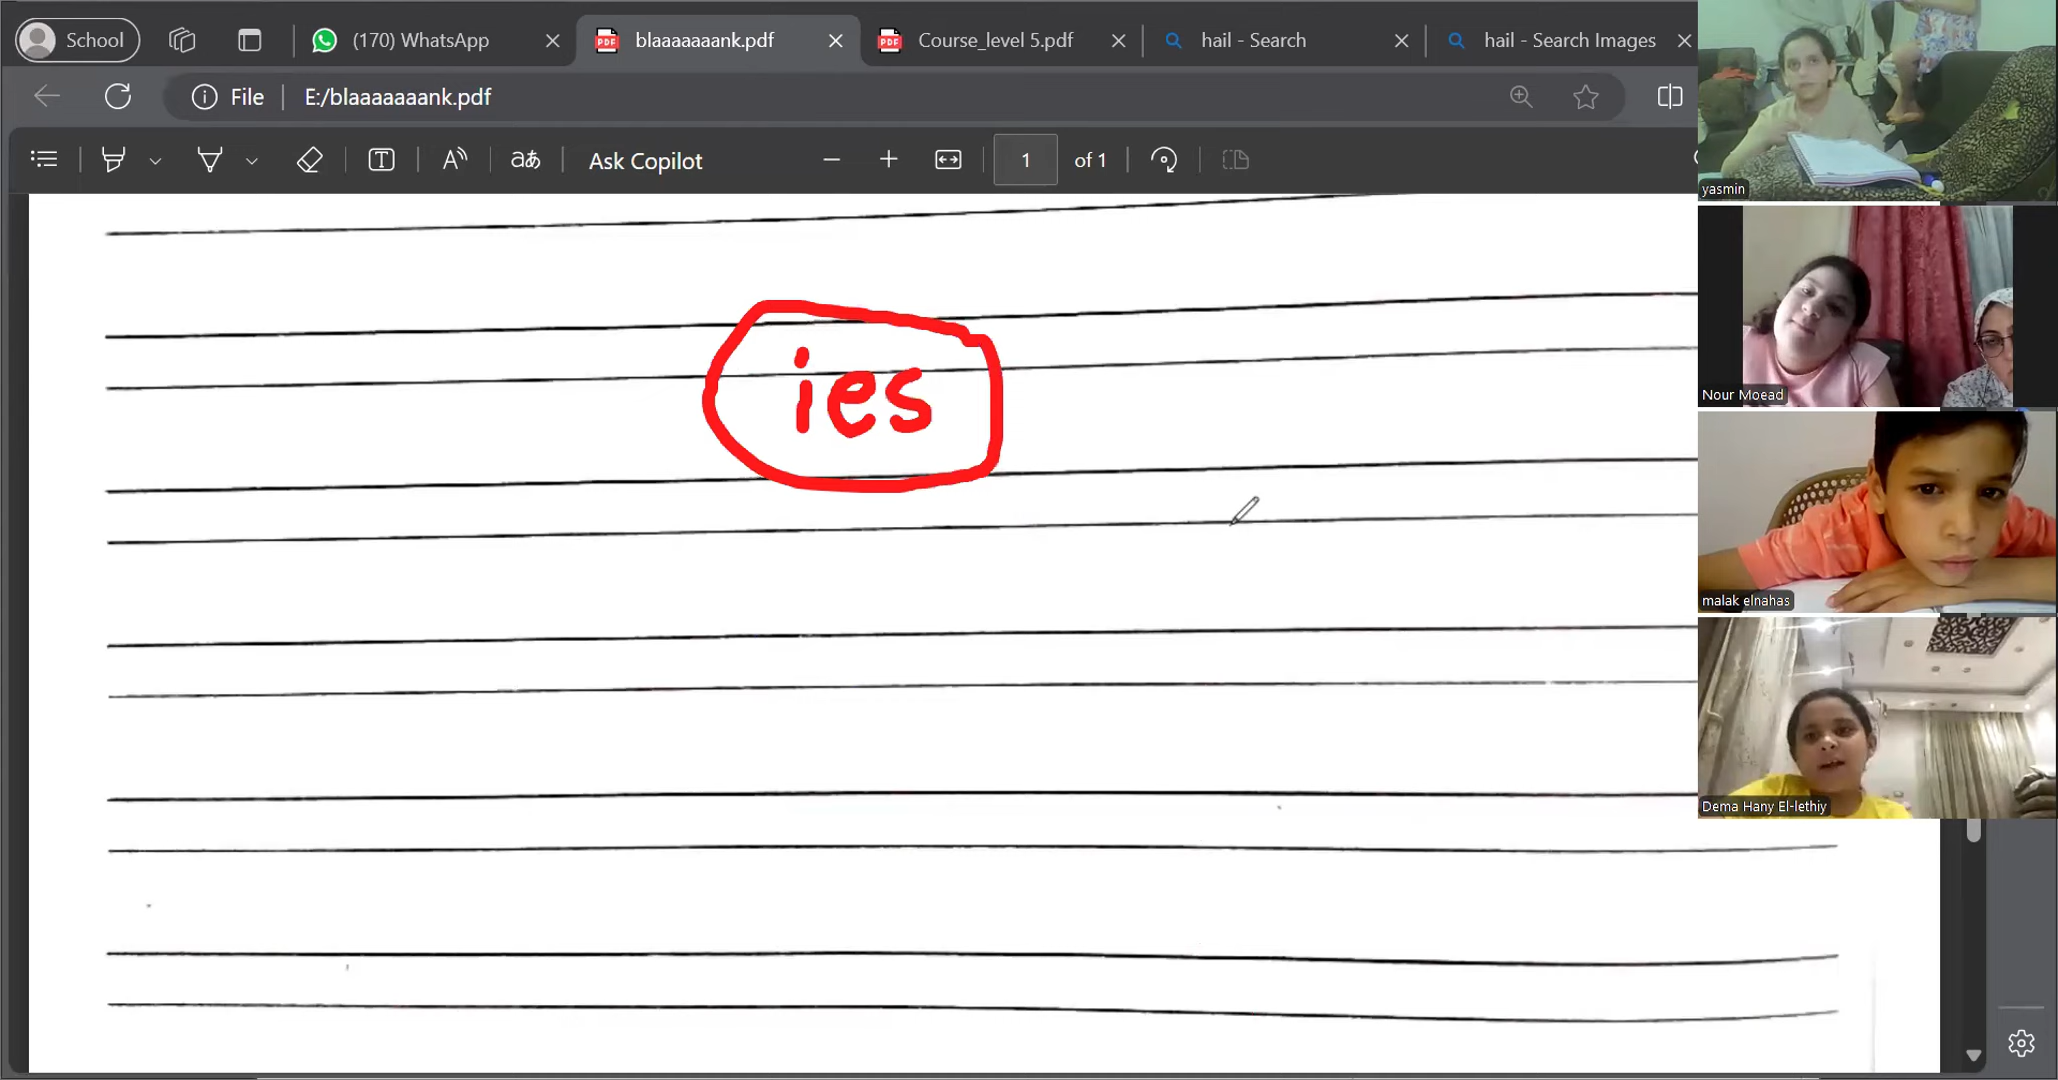 School
(170) WhatsApp
blaaaaaaank.pdf
Course_level 5.pdf
hail - Search
hail - Search Images
File
E:/blaaaaaaank.pdf
Ask Copilot
1 of 1
ies
yasmin
Nour Moead
malak elnahas
Dema Hany El-lethiy